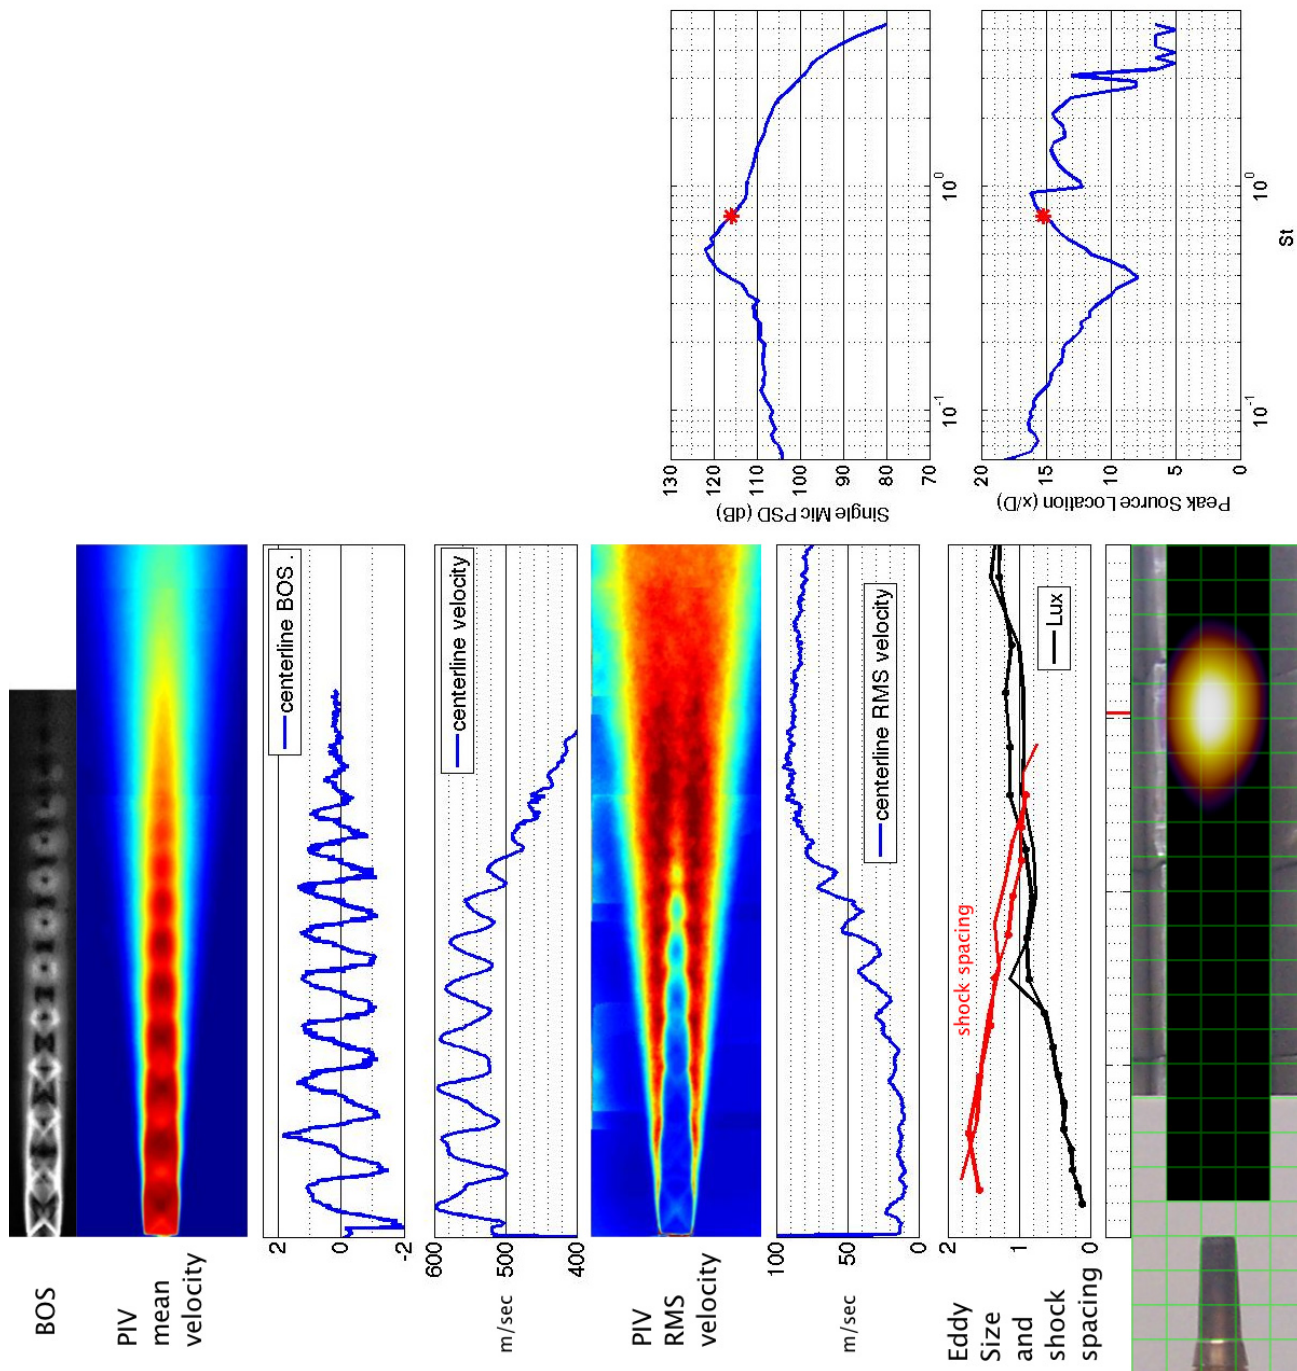 BOS
PIV
mean
velocity
2
0
-2
centerline BOS.
m/sec
600
500
400
centerline velocity
PIV
RMS
velocity
m/sec
100
50
0
centerline RMS velocity
Eddy
Size
and
shock
spacing
2
1
0
shock spacing
Lux
Single Mic PSD (dB)
130
120
110
100
90
80
70
10⁻¹
10⁰
Peak Source Location (x/D)
20
15
10
5
0
10⁻¹
10⁰
St